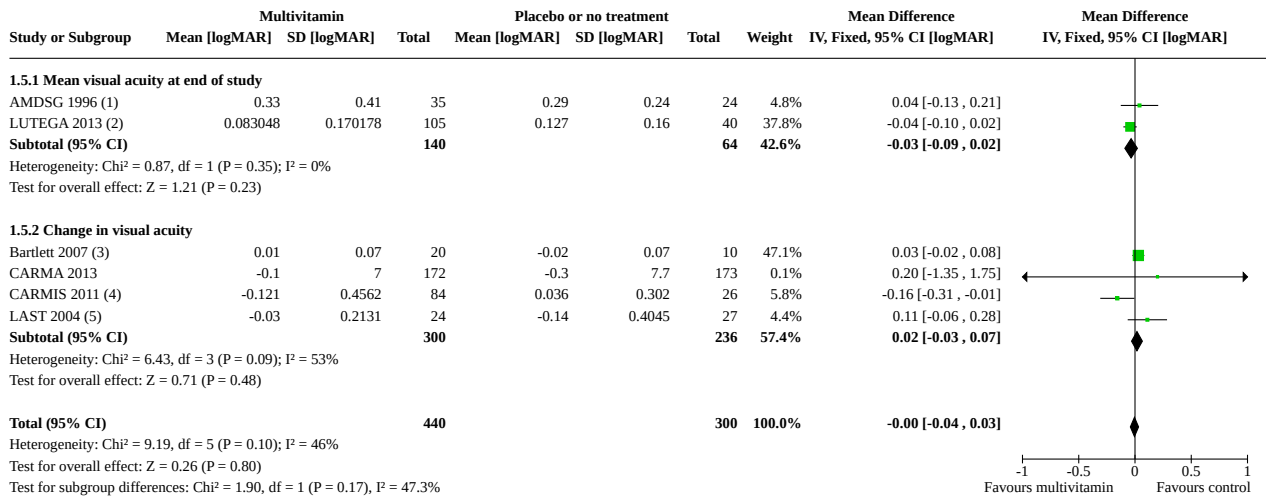 Multivitamin Placebo or no treatment Mean Difference Mean Difference
Study or Subgroup Mean [logMAR] SD [logMAR] Total Mean [logMAR] SD [logMAR] Total Weight IV, Fixed, 95% CI [logMAR] IV, Fixed, 95% CI [logMAR]
1.5.1 Mean visual acuity at end of study
AMDSG 1996 (1) 0.33 0.41 35 0.29 0.24 24 4.8% 0.04 [-0.13 , 0.21]
LUTEGA 2013 (2) 0.083048 0.170178 105 0.127 0.16 40 37.8% -0.04 [-0.10 , 0.02]
Subtotal (95% CI) 140 64 42.6% -0.03 [-0.09 , 0.02]
Heterogeneity: Chi² = 0.87, df = 1 (P = 0.35); I² = 0%
Test for overall effect: Z = 1.21 (P = 0.23)
1.5.2 Change in visual acuity
Bartlett 2007 (3) 0.01 0.07 20 -0.02 0.07 10 47.1% 0.03 [-0.02 , 0.08]
CARMA 2013 -0.1 7 172 -0.3 7.7 173 0.1% 0.20 [-1.35 , 1.75]
CARMIS 2011 (4) -0.121 0.4562 84 0.036 0.302 26 5.8% -0.16 [-0.31 , -0.01]
LAST 2004 (5) -0.03 0.2131 24 -0.14 0.4045 27 4.4% 0.11 [-0.06 , 0.28]
Subtotal (95% CI) 300 236 57.4% 0.02 [-0.03 , 0.07]
Heterogeneity: Chi² = 6.43, df = 3 (P = 0.09); I² = 53%
Test for overall effect: Z = 0.71 (P = 0.48)
Total (95% CI) 440 300 100.0% -0.00 [-0.04 , 0.03]
Heterogeneity: Chi² = 9.19, df = 5 (P = 0.10); I² = 46%
Test for overall effect: Z = 0.26 (P = 0.80)
-1 -0.5 0 0.5 1
Test for subgroup differences: Chi² = 1.90, df = 1 (P = 0.17), I² = 47.3%
Favours multivitamin Favours control